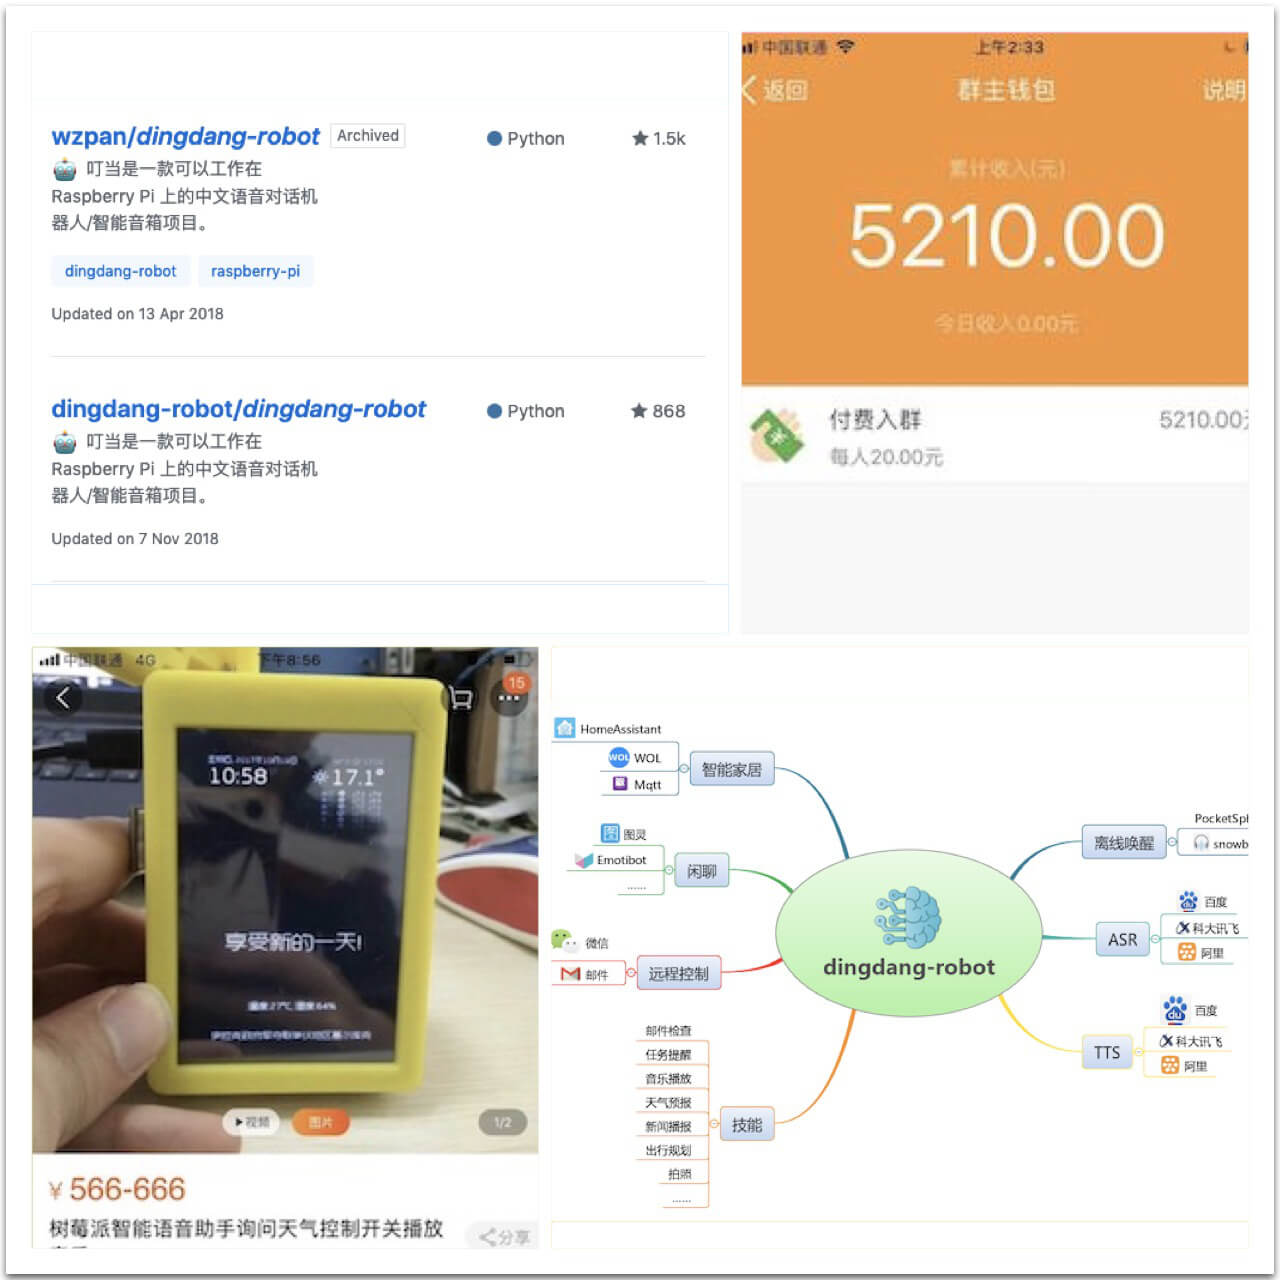 wzpan/dingdang-robot Archived
Python
1.5k
叮当是一款可以工作在
Raspberry Pi 上的中文语音对话机
器人/智能音箱项目。
dingdang-robot raspberry-pi
Updated on 13 Apr 2018
dingdang-robot/dingdang-robot
Python
868
叮当是一款可以工作在
Raspberry Pi 上的中文语音对话机
器人/智能音箱项目。
Updated on 7 Nov 2018
中国联通 上午2:33
返回 群主钱包 说明
累计收入(元)
5210.00
今日收入0.00元
付费入群 5210.00
每人20.00元
中国联通 4G 下午8:56
15
10:58 17.1°
享受新的一天!
温度27℃ 湿度64%
视频 图片 1/2
¥ 566-666
树莓派智能语音助手询问天气控制开关播放
分享
HomeAssistant
WOL WOL
Mqtt
智能家居
图 图灵
Emotibot
......
闲聊
微信
邮件
远程控制
邮件检查
任务提醒
音乐播放
天气预报
新闻播报
出行规划
拍照
......
技能
dingdang-robot
离线唤醒
PocketSph
snowb
ASR
du 百度
科大讯飞
阿里
TTS
du 百度
科大讯飞
阿里